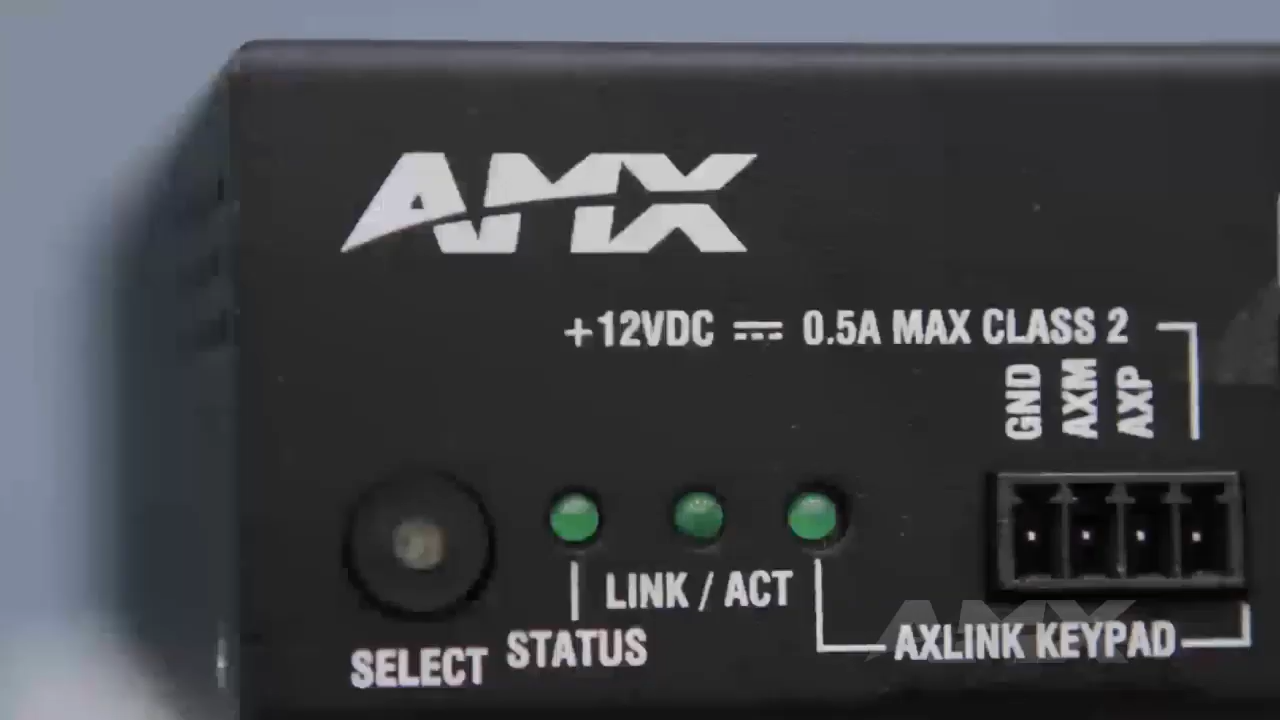 AMX
+12VDC ⎓ 0.5A MAX CLASS 2
GND
AXM
AXP
LINK / ACT
SELECT
STATUS
AXLINK KEYPAD
AMX